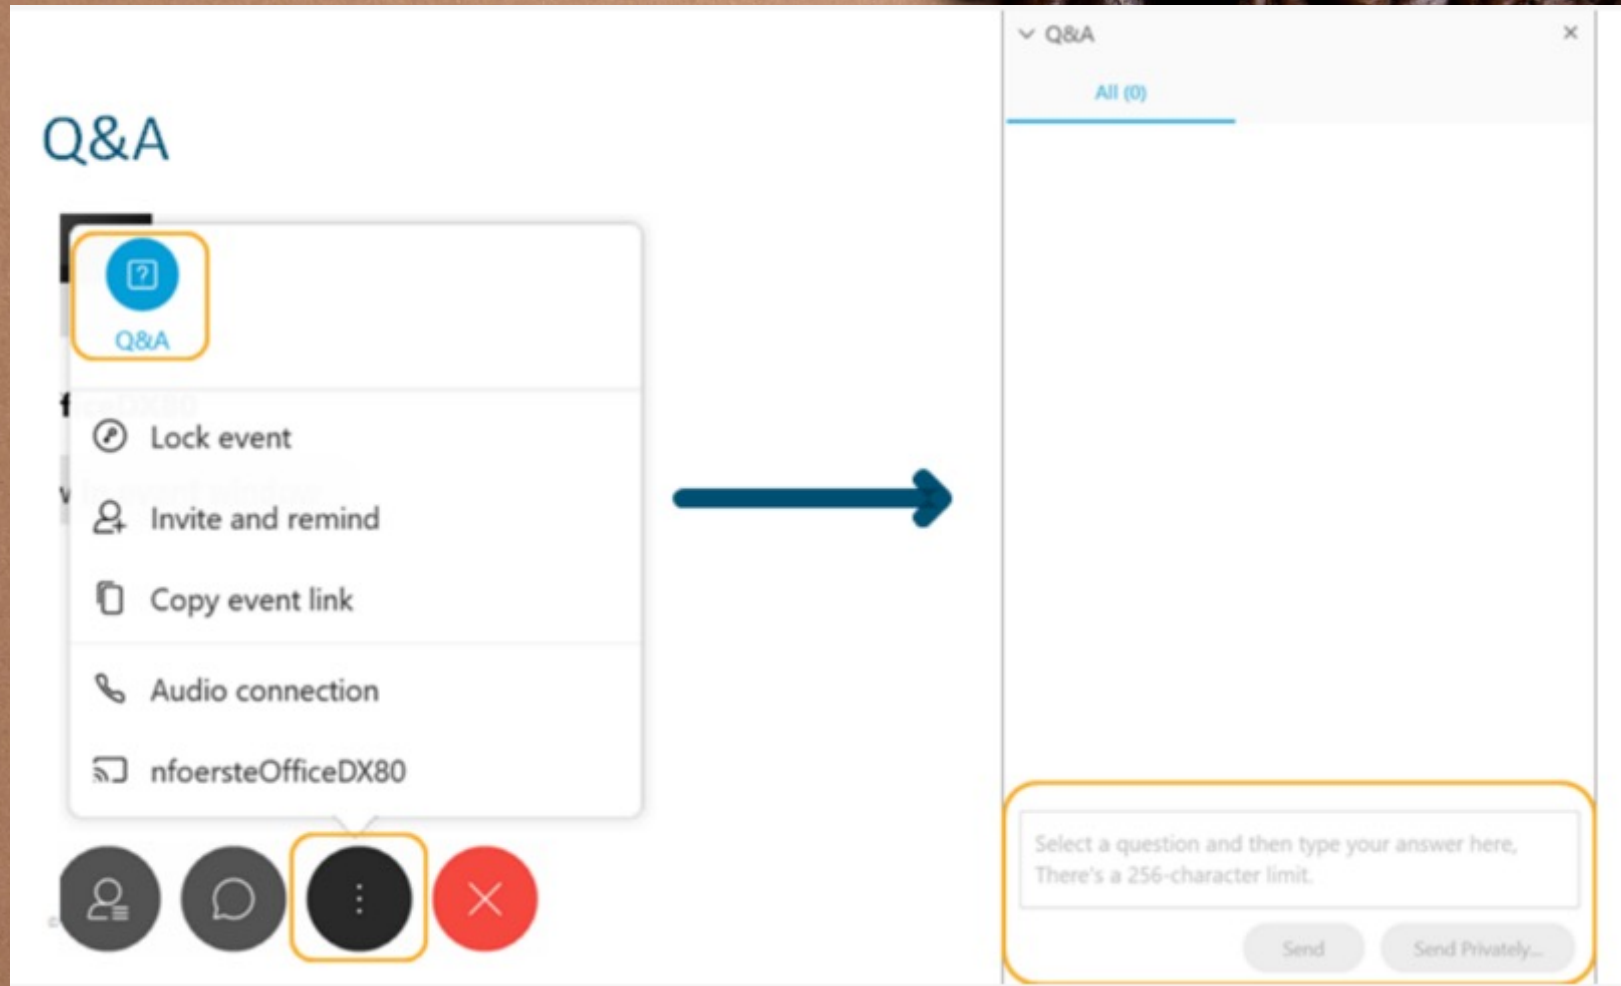 Q&A
Q&A
Lock event
Invite and remind
Copy event link
Audio connection
nfoersteOfficeDX80
Q&A
All (0)
Select a question and then type your answer here,
There's a 256-character limit.
Send
Send Privately...